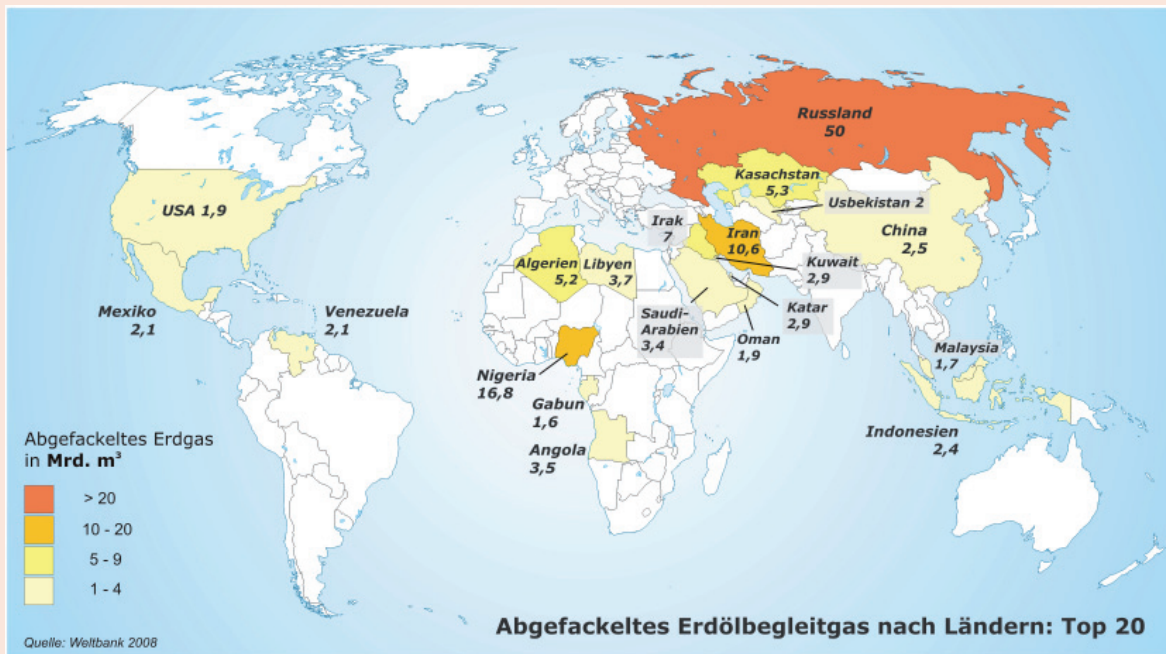 Russland
50
Kasachstan
5,3
USA 1,9
Usbekistan 2
Irak
7
Iran
10,6
China
2,5
Algerien
5,2
Libyen
3,7
Kuwait
2,9
Mexiko
2,1
Venezuela
2,1
Saudi-
Arabien
3,4
Katar
2,9
Oman
1,9
Malaysia
1,7
Nigeria
16,8
Gabun
1,6
Angola
3,5
Indonesien
2,4
Abgefackeltes Erdgas
in Mrd. m³
> 20
10 - 20
5 - 9
1 - 4
Abgefackeltes Erdölbegleitgas nach Ländern: Top 20
Quelle: Weltbank 2008